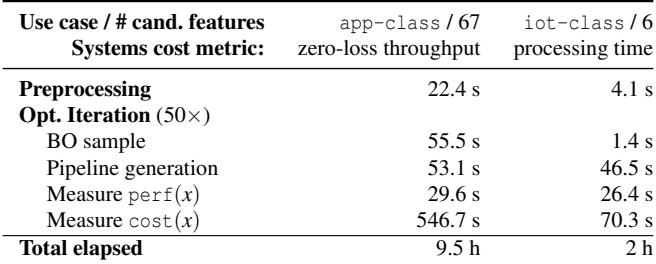 Use case / # cand. features app-class / 67 iot-class / 6
Systems cost metric: zero-loss throughput processing time
Preprocessing 22.4 s 4.1 s
Opt. Iteration (50×)
BO sample 55.5 s 1.4 s
Pipeline generation 53.1 s 46.5 s
Measure perf(x) 29.6 s 26.4 s
Measure cost(x) 546.7 s 70.3 s
Total elapsed 9.5 h 2 h